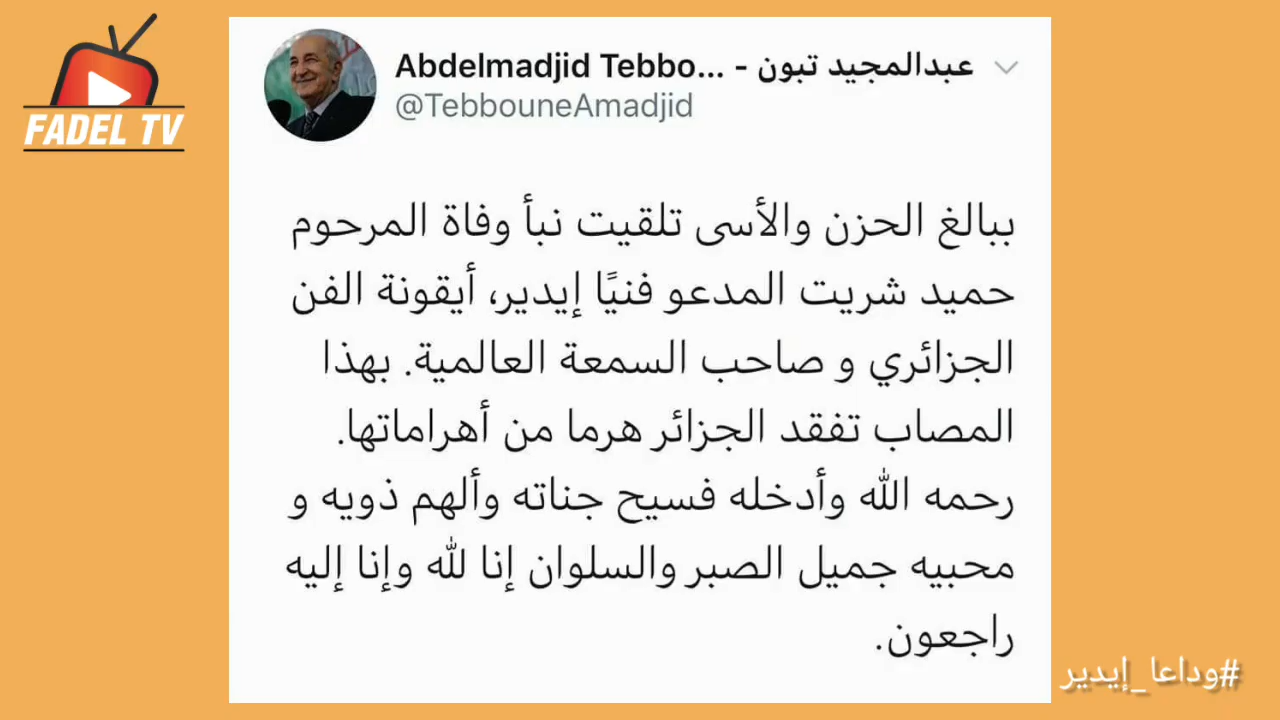 FADEL TV
Abdelmadjid Tebbo... - عبدالمجيد تبون
@TebbouneAmadjid
ببالغ الحزن والأسى تلقيت نبأ وفاة المرحوم
حميد شريت المدعو فنيًا إيدير، أيقونة الفن
الجزائري و صاحب السمعة العالمية. بهذا
المصاب تفقد الجزائر هرما من أهراماتها.
رحمه الله وأدخله فسيح جناته وألهم ذويه و
محبيه جميل الصبر والسلوان إنا لله وإنا إليه
راجعون.
#وداعا_إيدير